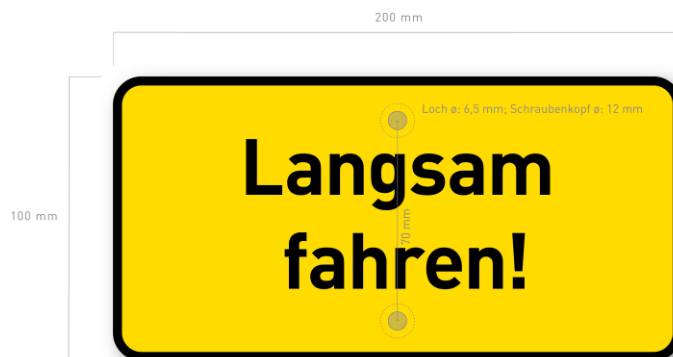 200 mm
Loch ø: 6,5 mm; Schraubenkopf ø: 12 mm
Langsam
100 mm
70 mm
fahren!